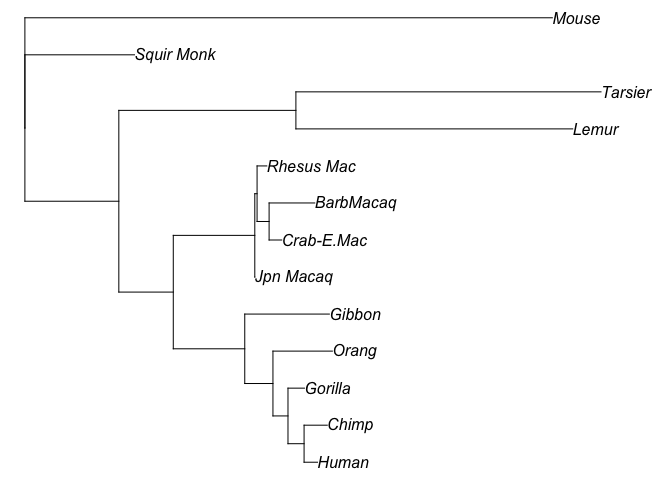 Mouse
Squir Monk
Tarsier
Lemur
Rhesus Mac
BarbMacaq
Crab-E.Mac
Jpn Macaq
Gibbon
Orang
Gorilla
Chimp
Human